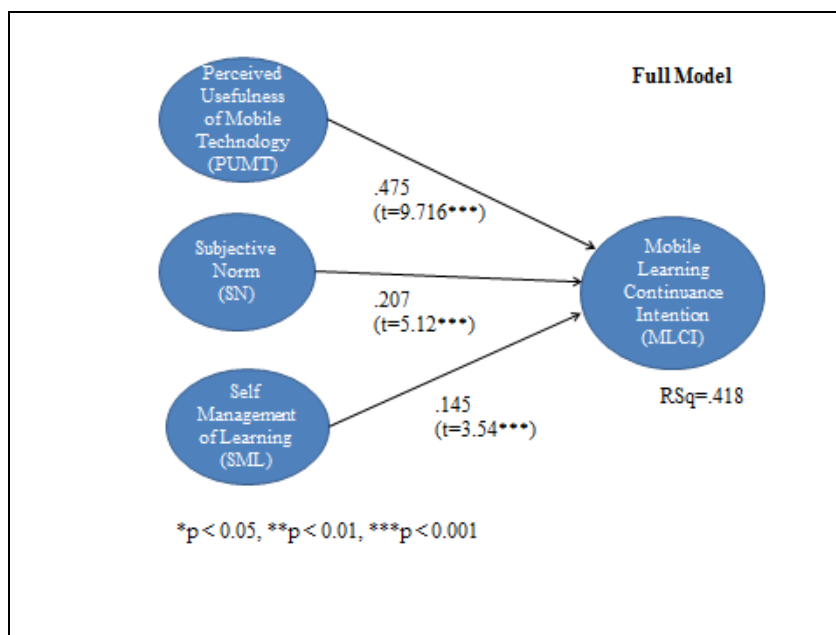 Perceived
Usefulness
of Mobile
Technology
(PUMT)
Full Model
.475
(t=9.716***)
Subjective
Norm
(SN)
Mobile
Learning
Continuance
Intention
(MLCI)
.207
(t=5.12***)
Self
Management
of Learning
(SML)
.145
(t=3.54***)
RSq=.418
*p < 0.05, **p < 0.01, ***p < 0.001